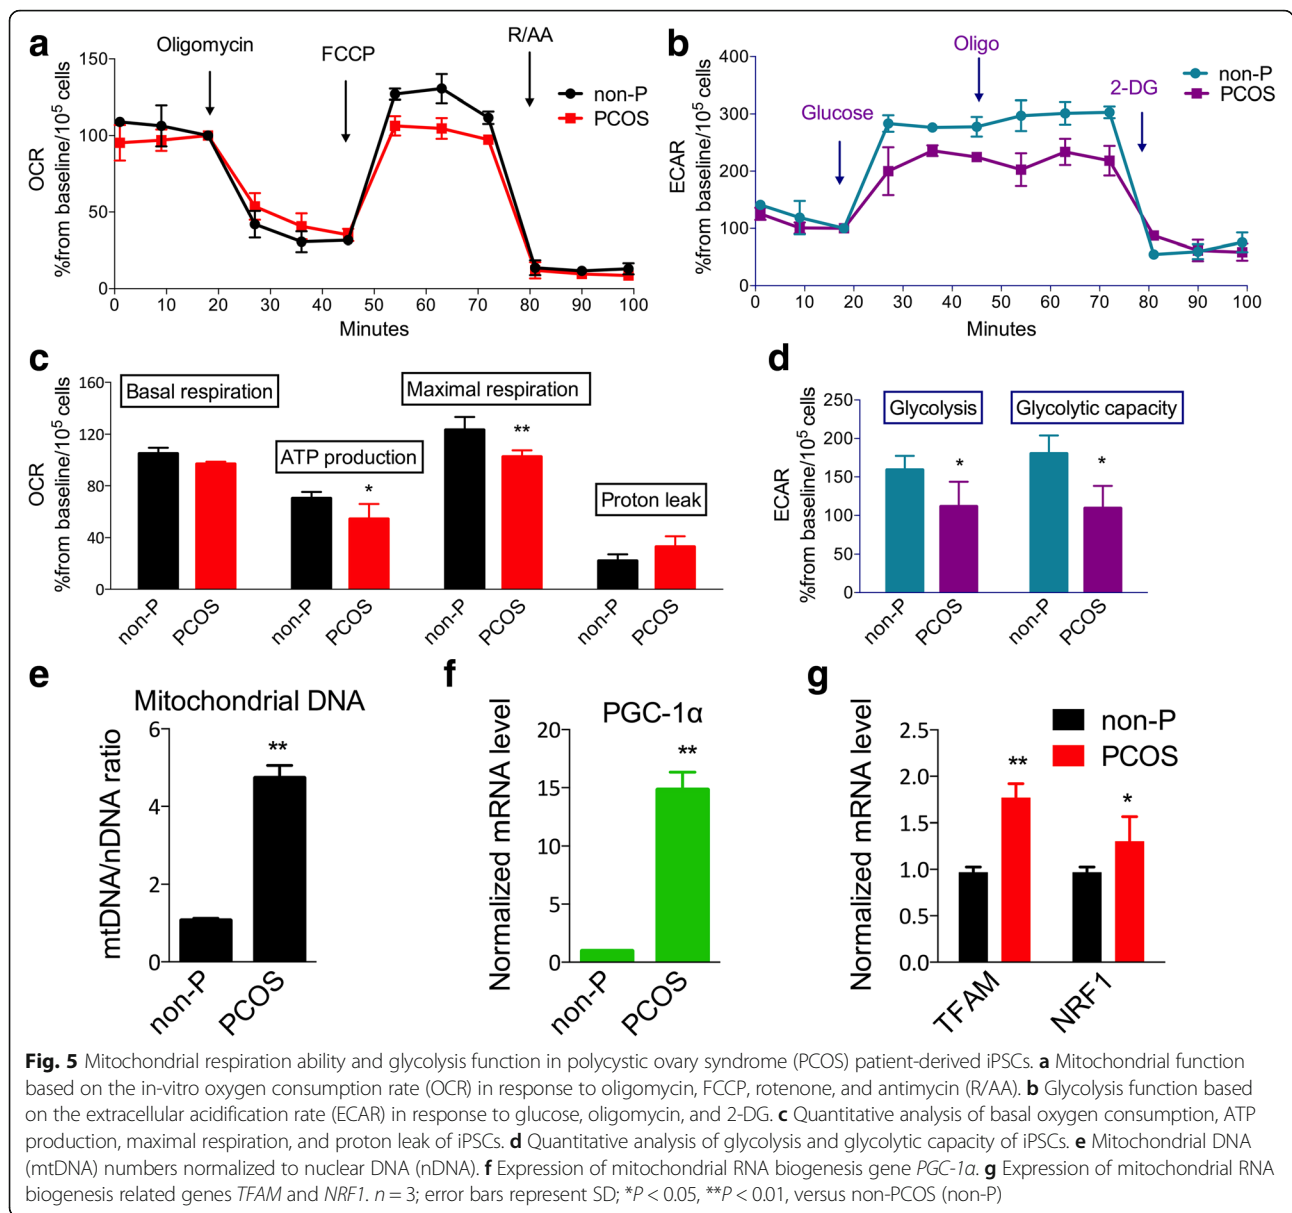 a
Oligomycin
FCCP
R/AA
150
100
50
0
OCR
%from baseline/10⁵ cells
non-P
PCOS
0 10 20 30 40 50 60 70 80 90 100
Minutes
b
Oligo
Glucose
2-DG
400
300
200
100
0
ECAR
%from baseline/10⁵ cells
non-P
PCOS
0 10 20 30 40 50 60 70 80 90 100
Minutes
c
160
120
80
40
0
OCR
%from baseline/10⁵ cells
Basal respiration
ATP production
Maximal respiration
Proton leak
*
**
non-P PCOS non-P PCOS non-P PCOS non-P PCOS
d
250
200
150
100
50
0
ECAR
%from baseline/10⁵ cells
Glycolysis
Glycolytic capacity
*
*
non-P PCOS non-P PCOS
e
Mitochondrial DNA
6
4
2
0
mtDNA/nDNA ratio
**
non-P PCOS
f
PGC-1α
20
15
10
5
0
Normalized mRNA level
**
non-P PCOS
g
non-P
PCOS
2.5
2.0
1.5
1.0
0.5
0.0
Normalized mRNA level
**
*
TFAM NRF1
Fig. 5 Mitochondrial respiration ability and glycolysis function in polycystic ovary syndrome (PCOS) patient-derived iPSCs. a Mitochondrial function
based on the in-vitro oxygen consumption rate (OCR) in response to oligomycin, FCCP, rotenone, and antimycin (R/AA). b Glycolysis function based
on the extracellular acidification rate (ECAR) in response to glucose, oligomycin, and 2-DG. c Quantitative analysis of basal oxygen consumption, ATP
production, maximal respiration, and proton leak of iPSCs. d Quantitative analysis of glycolysis and glycolytic capacity of iPSCs. e Mitochondrial DNA
(mtDNA) numbers normalized to nuclear DNA (nDNA). f Expression of mitochondrial RNA biogenesis gene PGC-1α. g Expression of mitochondrial RNA
biogenesis related genes TFAM and NRF1. n = 3; error bars represent SD; *P < 0.05, **P < 0.01, versus non-PCOS (non-P)